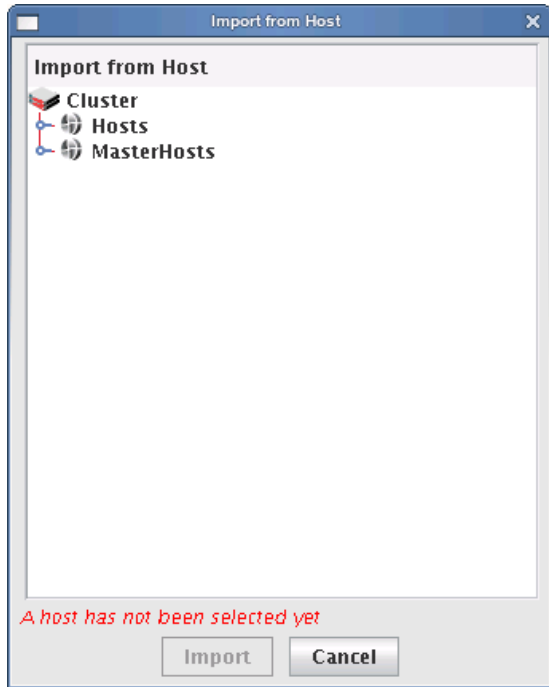 Import from Host
Import from Host
Cluster
Hosts
MasterHosts
A host has not been selected yet
Import Cancel